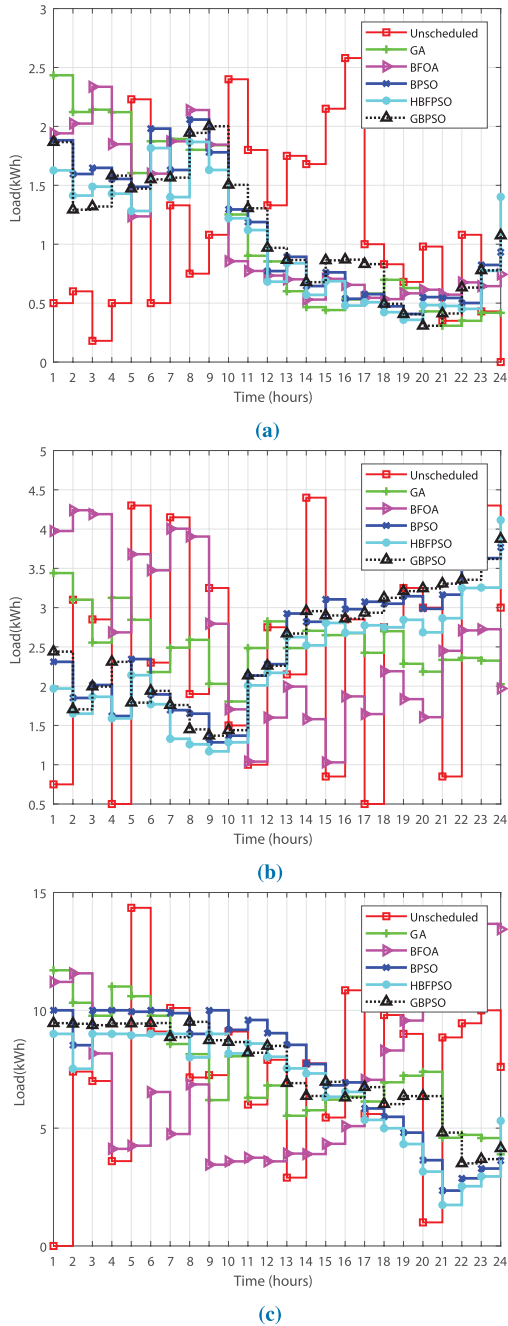 3
2.5
2
1.5
1
0.5
0
Load(kWh)
Unscheduled
GA
BFOA
BPSO
HBFPSO
GBPSO
1 2 3 4 5 6 7 8 9 10 11 12 13 14 15 16 17 18 19 20 21 22 23 24
Time (hours)
(a)
5
4.5
4
3.5
3
2.5
2
1.5
1
0.5
Load(kWh)
Unscheduled
GA
BFOA
BPSO
HBFPSO
GBPSO
1 2 3 4 5 6 7 8 9 10 11 12 13 14 15 16 17 18 19 20 21 22 23 24
Time (hours)
(b)
15
10
5
0
Load(kWh)
Unscheduled
GA
BFOA
BPSO
HBFPSO
GBPSO
1 2 3 4 5 6 7 8 9 10 11 12 13 14 15 16 17 18 19 20 21 22 23 24
Time (hours)
(c)